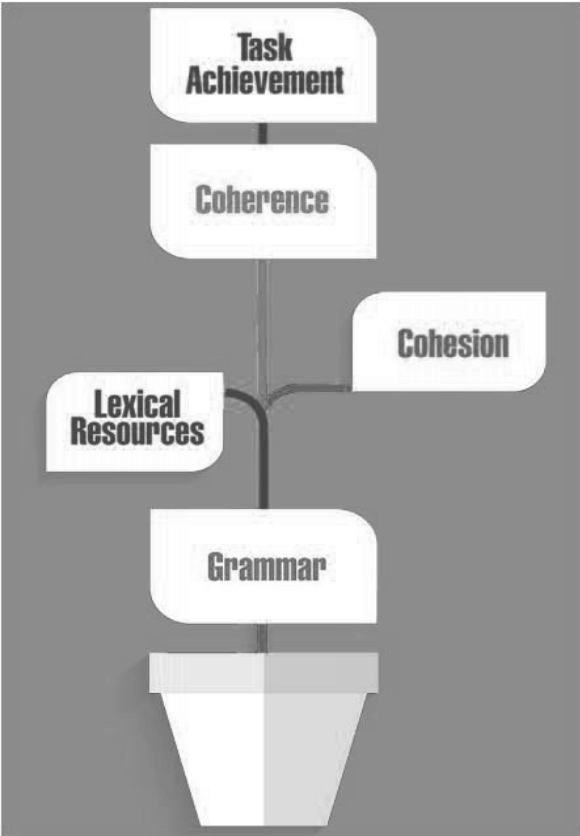 Task
Achievement
Coherence
Cohesion
Lexical
Resources
Grammar